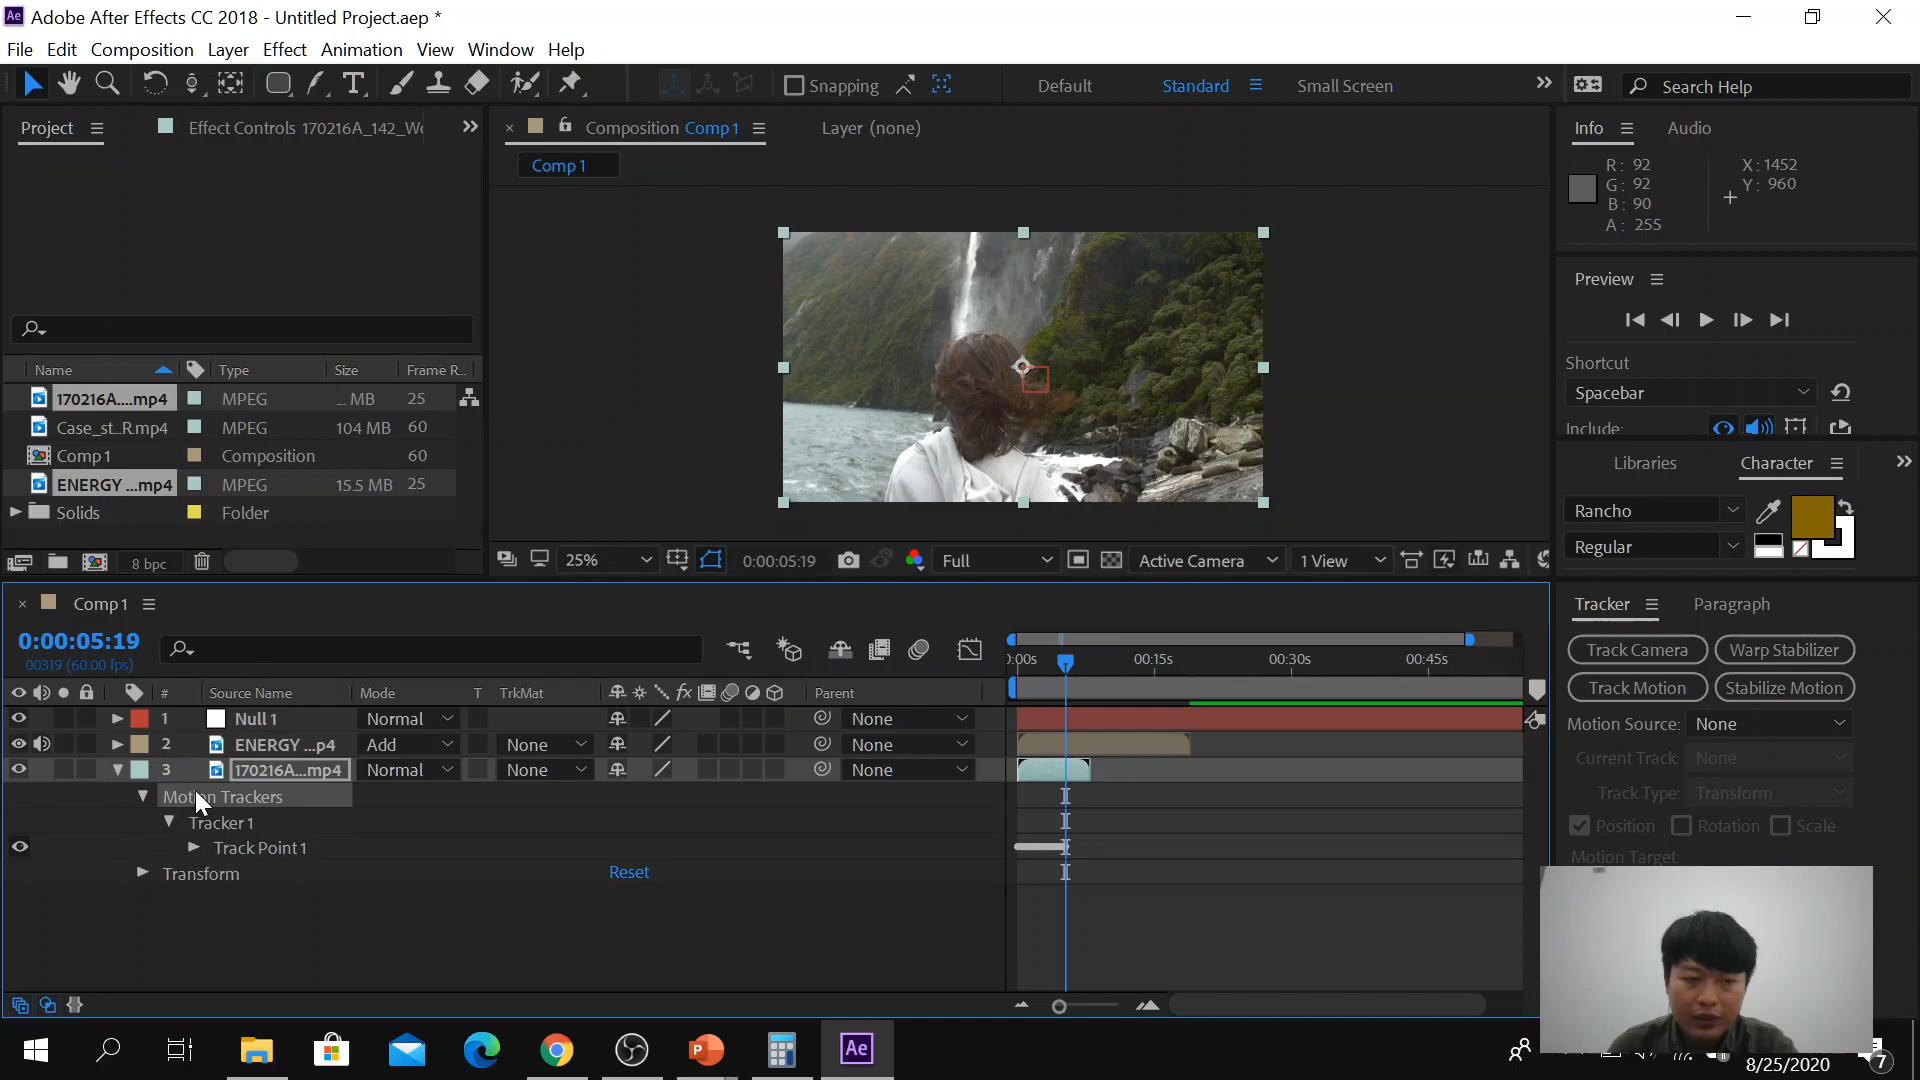 Ae Adobe After Effects CC 2018 - Untitled Project.aep *
File Edit Composition Layer Effect Animation View Window Help
T Snapping Default Standard Small Screen Search Help
Project Effect Controls 170216A_142_W
Composition Comp 1 Layer (none)
Comp 1
Name Type Size Frame R...
170216A....mp4 MPEG ... MB 25
Case_st...R.mp4 MPEG 104 MB 60
Comp 1 Composition 60
ENERGY ...mp4 MPEG 15.5 MB 25
Solids Folder
8 bpc
25% 0:00:05:19 Full Active Camera 1 View
Info Audio
R: 92 X: 1452
G: 92 Y: 960
B: 90
A: 255
Preview
Shortcut
Spacebar
Include:
Libraries Character
Rancho
Regular
Tracker Paragraph
Track Camera Warp Stabilizer
Track Motion Stabilize Motion
Motion Source: None
Current Track: None
Track Type: Transform
Position Rotation Scale
Motion Target:
Comp 1
0:00:05:19
00319 (60.00 fps)
:00s 00:15s 00:30s 00:45s
# Source Name Mode T TrkMat fx Parent
1 Null 1 Normal None
2 ENERGY ...p4 Add None None
3 170216A...mp4 Normal None None
Motion Trackers
Tracker 1
Track Point 1
Transform Reset
Ae
8/25/2020 7